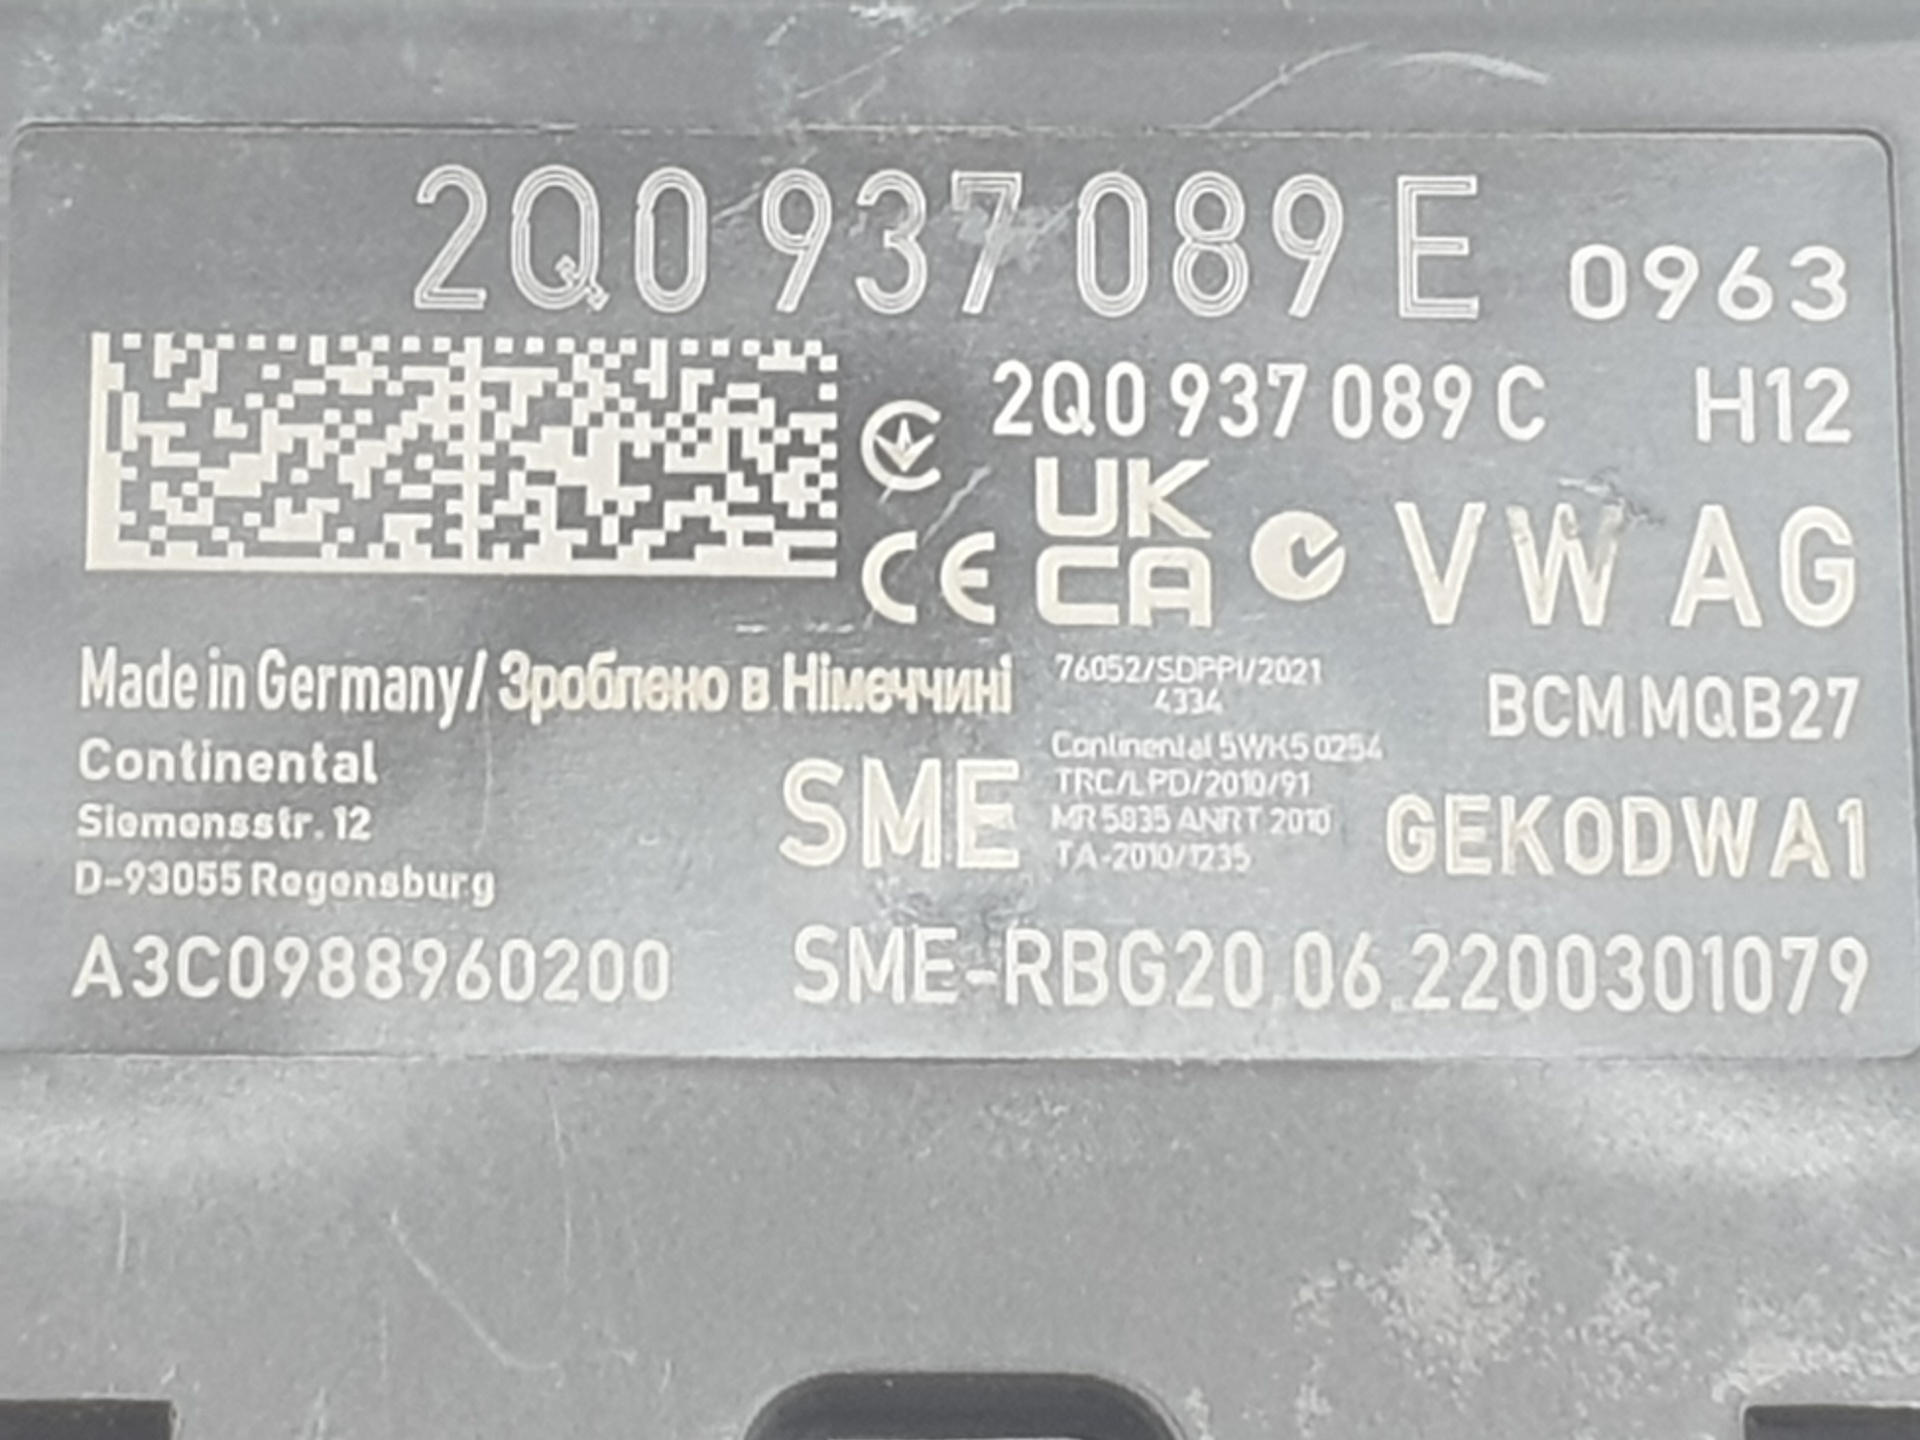 2Q0 937 089 E 0963
2Q0 937 089 C H12
CE UK CA VW AG
Made in Germany/ Зроблено в Німеччині
76052/SDPPI/2021
4334
BCM MQB27
Continental
Siemensstr. 12
D-93055 Regensburg
SME
Continental 5WK5 0254
TRC/LPD/2010/91
MR 5835 ANRT 2010
TA-2010/1235
GEK0DWA1
A3C0988960200
SME-RBG20.06.2200301079